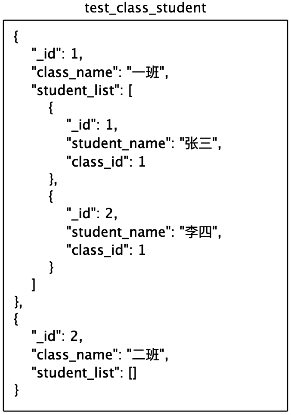 test_class_student
{
"_id": 1,
"class_name": "一班",
"student_list": [
{
"_id": 1,
"student_name": "张三",
"class_id": 1
},
{
"_id": 2,
"student_name": "李四",
"class_id": 1
}
]
},
{
"_id": 2,
"class_name": "二班",
"student_list": []
}